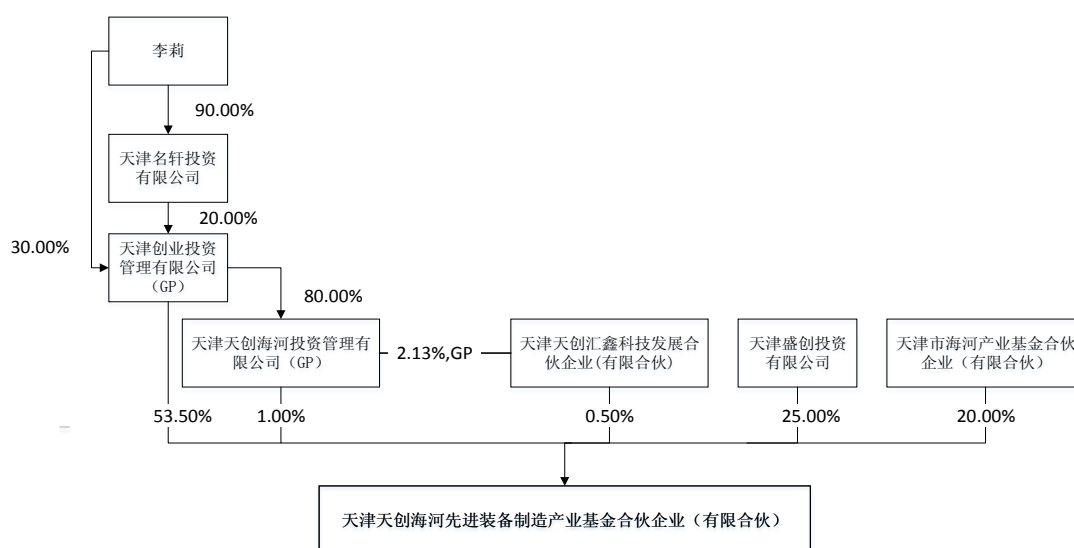 李莉
90.00%
天津名轩投资
有限公司
20.00%
30.00%
天津创业投资
管理有限公司
（GP）
80.00%
天津天创海河投资管理有
限公司（GP）
2.13%,GP
天津天创汇鑫科技发展合
伙企业(有限合伙)
天津盛创投资
有限公司
天津市海河产业基金合伙
企业（有限合伙）
53.50%
1.00%
0.50%
25.00%
20.00%
天津天创海河先进装备制造产业基金合伙企业（有限合伙）